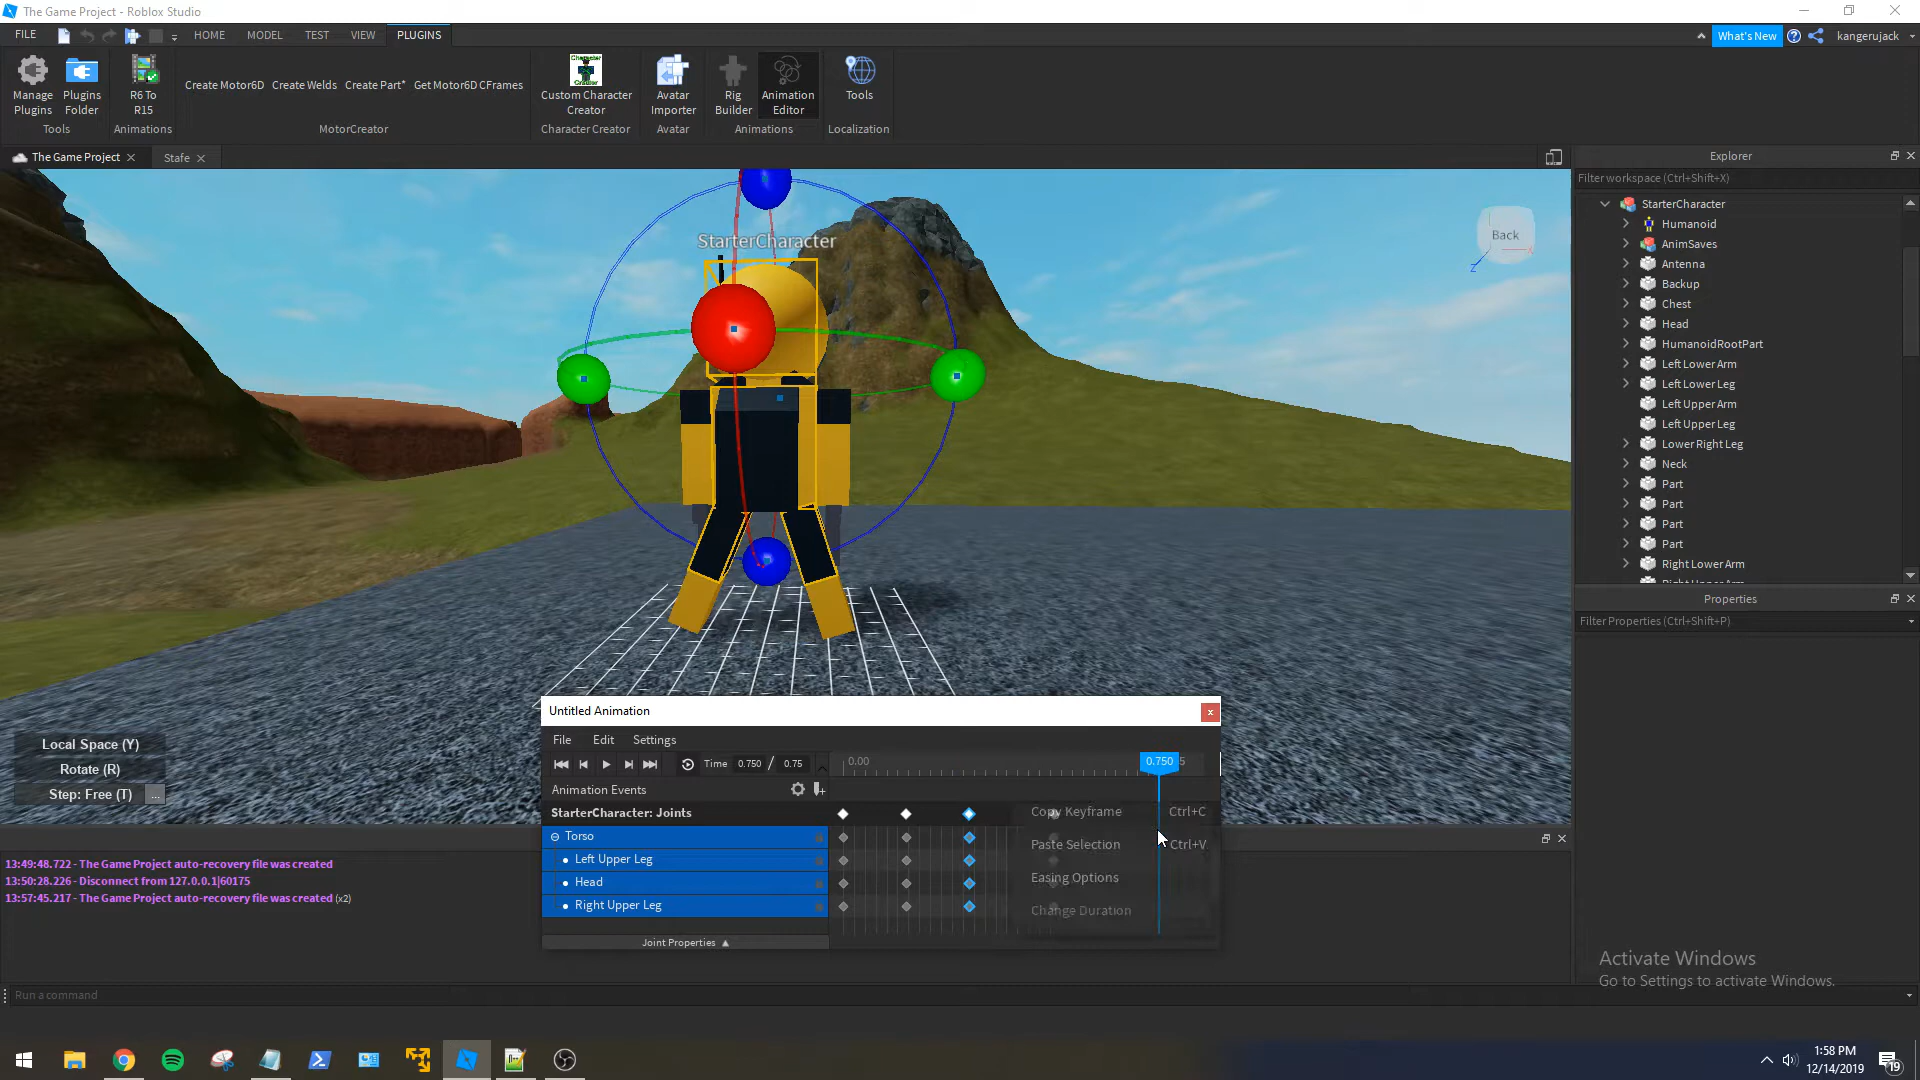 The Game Project - Roblox Studio
FILE
HOME
MODEL
TEST
VIEW
PLUGINS
What's New
kangerujack
Manage Plugins
Plugins Folder
Tools
R6 To R15
Animations
Create Motor6D
Create Welds
Create Part*
Get Motor6D CFrames
MotorCreator
Custom Character Creator
Character Creator
Avatar Importer
Avatar
Rig Builder
Animation Editor
Animations
Tools
Localization
The Game Project
Stafe
StarterCharacter
Back
X
Z
Local Space (Y)
Rotate (R)
Step: Free (T)
...
Explorer
Filter workspace (Ctrl+Shift+X)
StarterCharacter
Humanoid
AnimSaves
Antenna
Backup
Chest
Head
HumanoidRootPart
Left Lower Arm
Left Lower Leg
Left Upper Arm
Left Upper Leg
Lower Right Leg
Neck
Part
Part
Part
Part
Right Lower Arm
Right Upper Arm
Properties
Filter Properties (Ctrl+Shift+P)
Untitled Animation
File
Edit
Settings
Time 0.750 / 0.75
0.00
0.750
5
Animation Events
StarterCharacter: Joints
Torso
Left Upper Leg
Head
Right Upper Leg
Joint Properties
Copy Keyframe Ctrl+C
Paste Selection Ctrl+V
Easing Options
Change Duration
13:49:48.722 - The Game Project auto-recovery file was created
13:50:28.226 - Disconnect from 127.0.0.1|60175
13:57:45.217 - The Game Project auto-recovery file was created (x2)
Run a command
Activate Windows
Go to Settings to activate Windows.
1:58 PM
12/14/2019
19